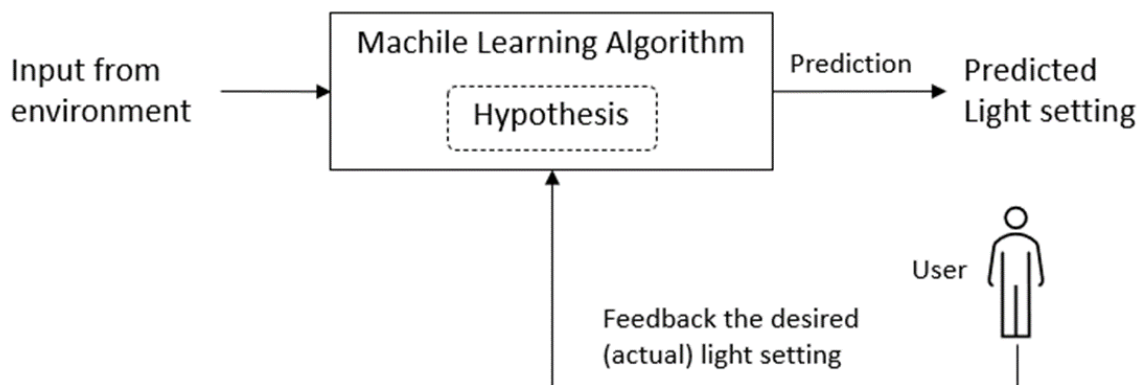 Input from
environment
Machile Learning Algorithm
Hypothesis
Prediction
Predicted
Light setting
User
Feedback the desired
(actual) light setting